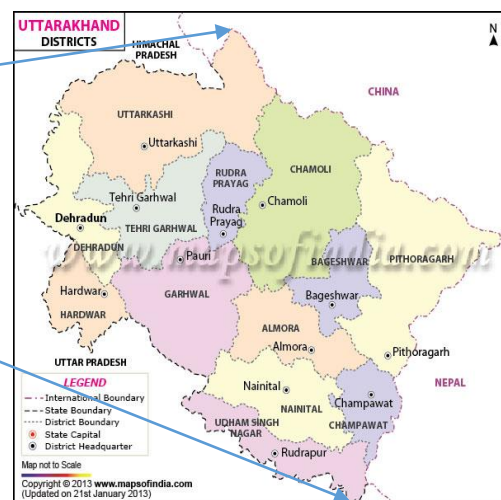 UTTARAKHAND
DISTRICTS
N
HIMACHAL
PRADESH
CHINA
UTTARKASHI
Uttarkashi
RUDRA
PRAYAG
CHAMOLI
Tehri Garhwal
Rudra
Prayag
Chamoli
Dehradun
TEHRI GARHWAL
DEHRADUN
www.mapsofindia.com
Pauri
BAGESHWAR
PITHORAGARH
Hardwar
GARHWAL
Bageshwar
HARDWAR
ALMORA
Almora
Pithoragarh
UTTAR PRADESH
NEPAL
Nainital
Champawat
NAINITAL
CHAMPAWAT
UDHAM SINGH
NAGAR
Rudrapur
LEGEND
International Boundary
State Boundary
District Boundary
State Capital
District Headquarter
Map not to Scale
Copyright © 2013 www.mapsofindia.com
(Updated on 21st January 2013)